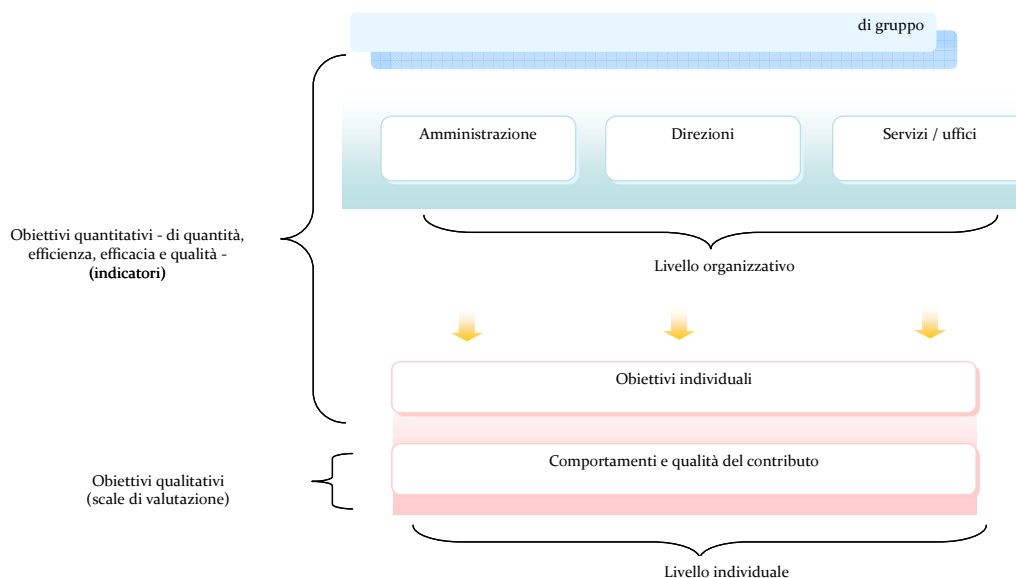 di gruppo
Amministrazione
Direzioni
Servizi / uffici
Obiettivi quantitativi - di quantità,
efficienza, efficacia e qualità -
(indicatori)
Livello organizzativo
Obiettivi individuali
Comportamenti e qualità del contributo
Obiettivi qualitativi
(scale di valutazione)
Livello individuale